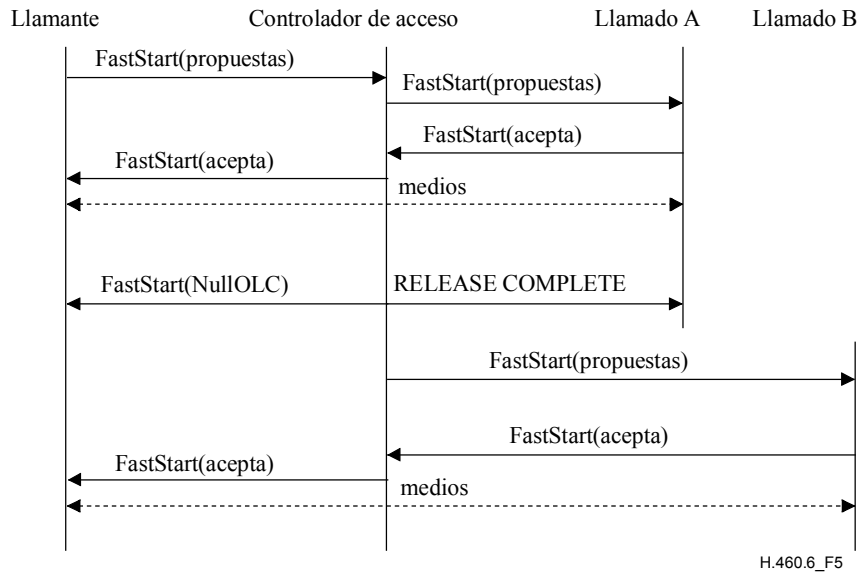 Llamante Controlador de acceso Llamado A Llamado B
FastStart(propuestas)
FastStart(propuestas)
FastStart(acepta)
FastStart(acepta)
medios
FastStart(NullOLC) RELEASE COMPLETE
FastStart(propuestas)
FastStart(acepta)
FastStart(acepta)
medios
H.460.6_F5